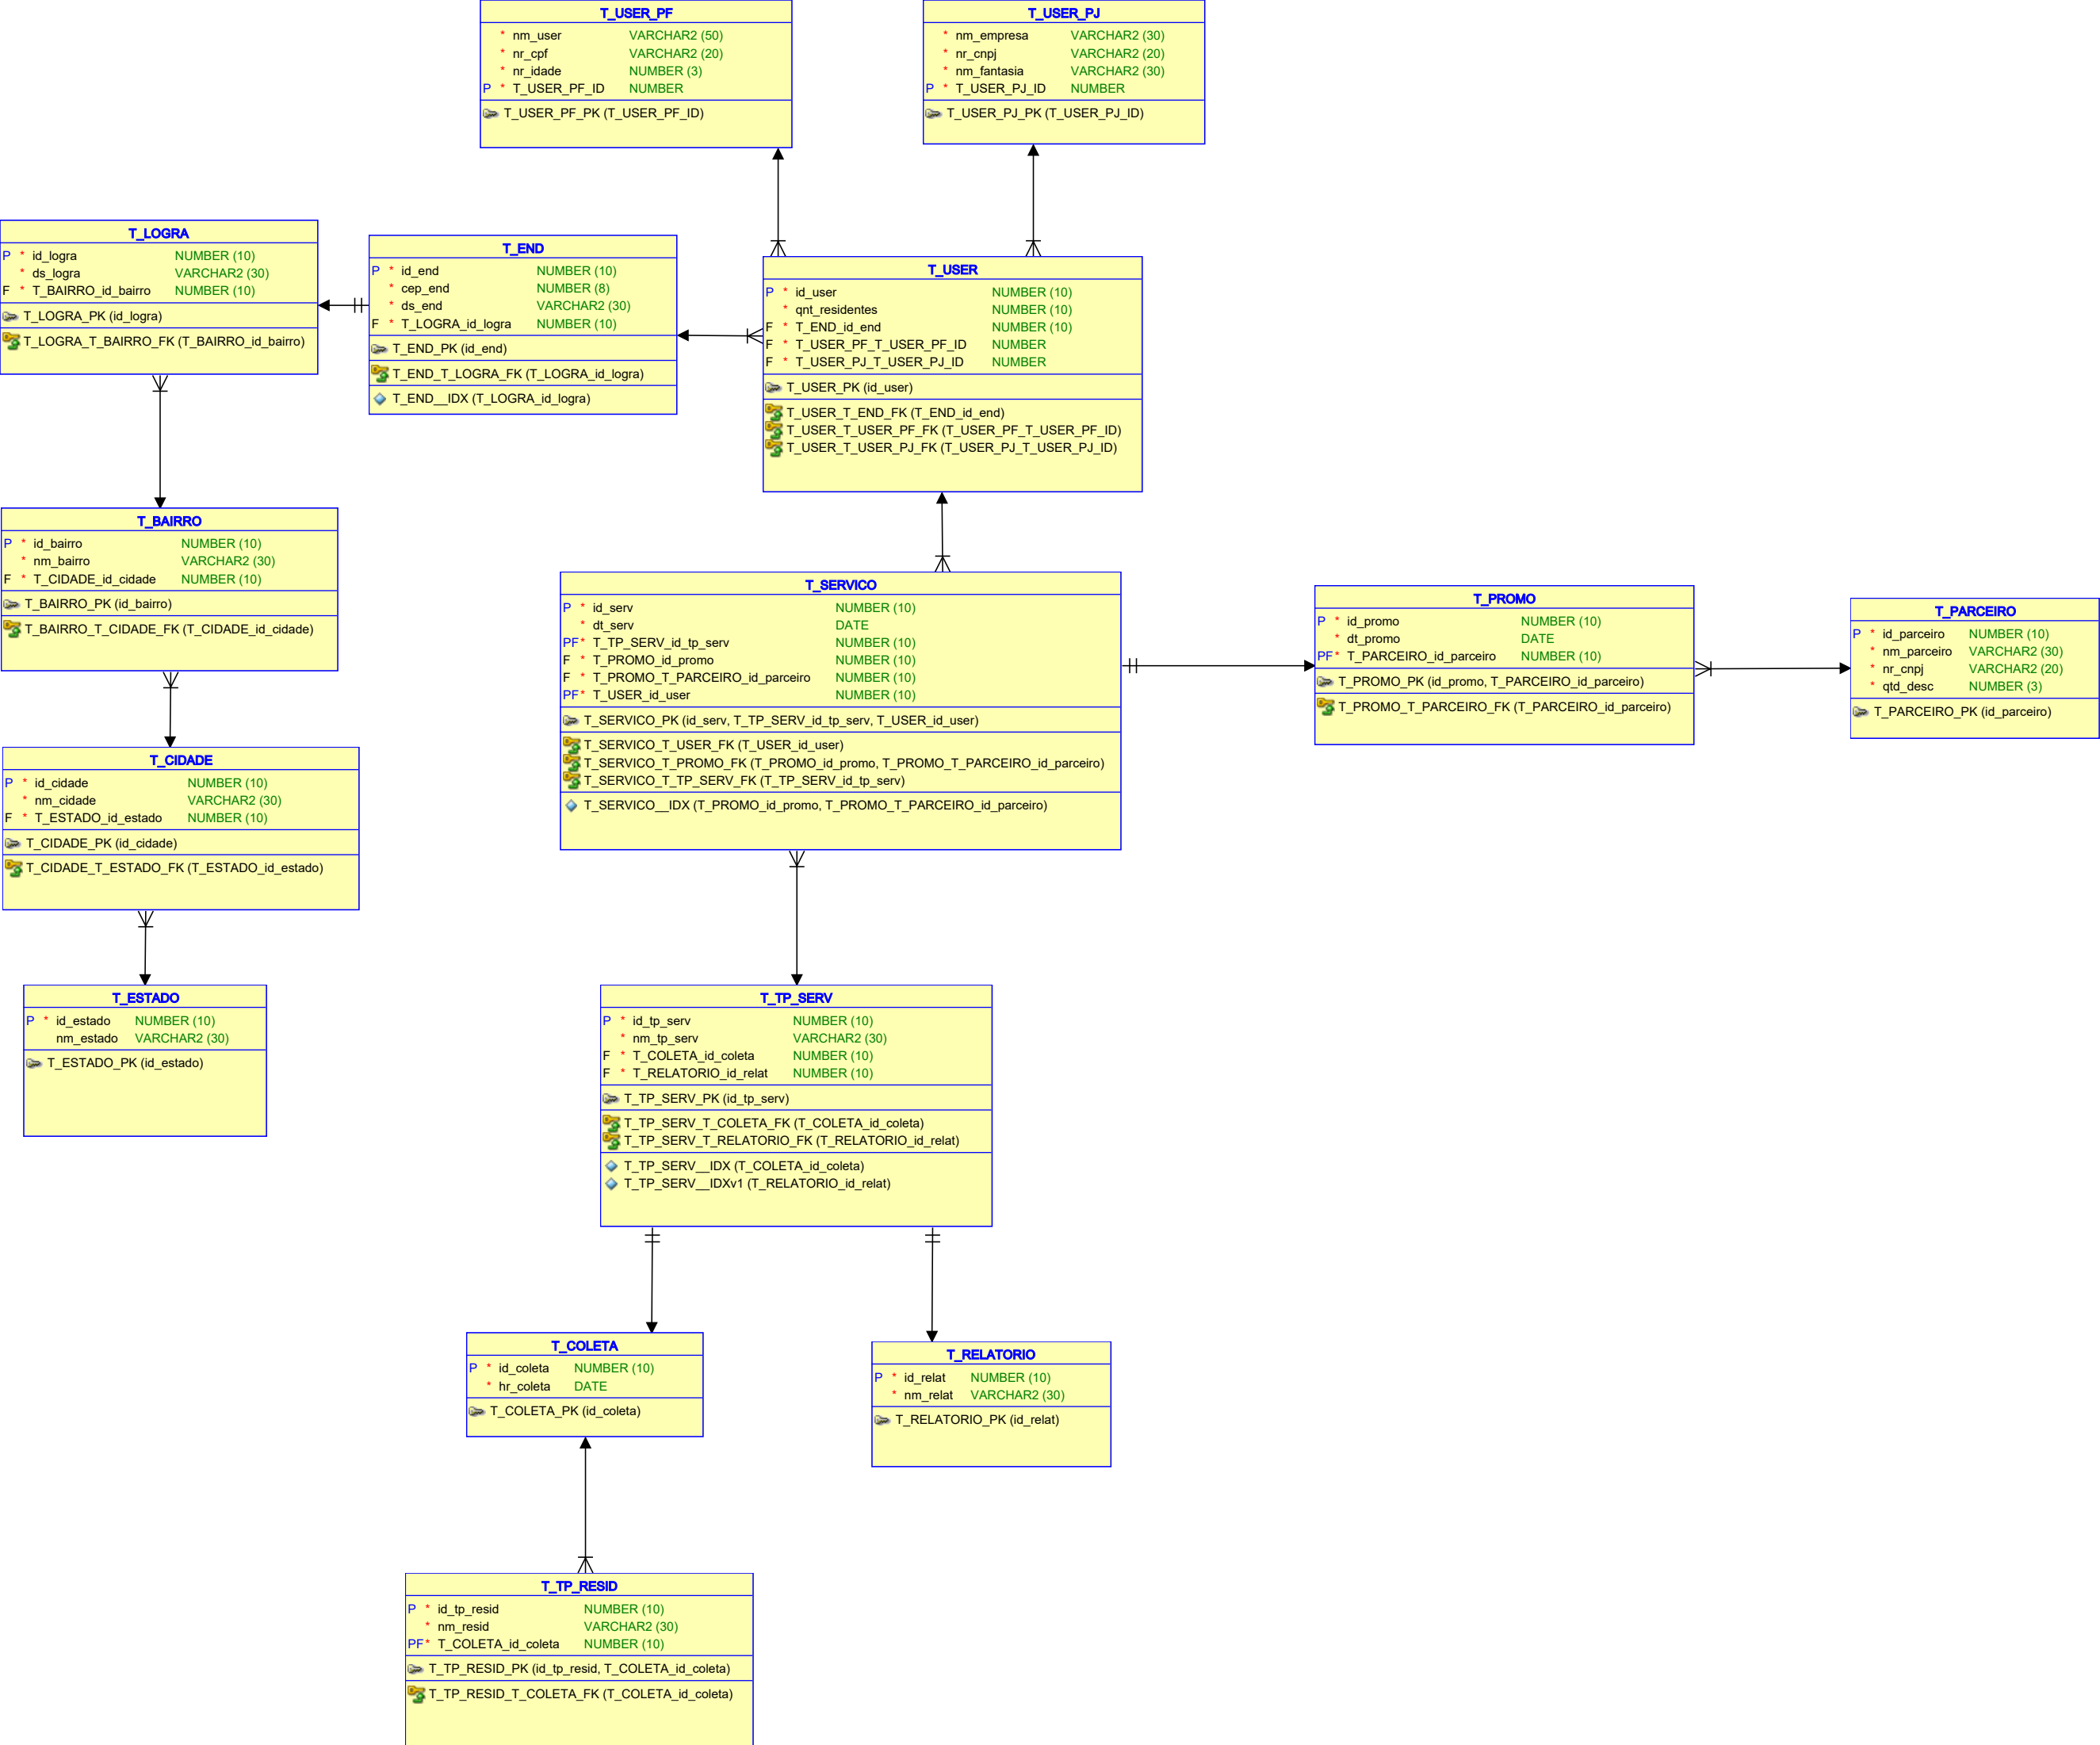 T_USER_PF
* nm_user VARCHAR2 (50)
* nr_cpf VARCHAR2 (20)
* nr_idade NUMBER (3)
P * T_USER_PF_ID NUMBER
T_USER_PF_PK (T_USER_PF_ID)
T_USER_PJ
* nm_empresa VARCHAR2 (30)
* nr_cnpj VARCHAR2 (20)
* nm_fantasia VARCHAR2 (30)
P * T_USER_PJ_ID NUMBER
T_USER_PJ_PK (T_USER_PJ_ID)
T_LOGRA
P * id_logra NUMBER (10)
* ds_logra VARCHAR2 (30)
F * T_BAIRRO_id_bairro NUMBER (10)
T_LOGRA_PK (id_logra)
T_LOGRA_T_BAIRRO_FK (T_BAIRRO_id_bairro)
T_END
P * id_end NUMBER (10)
* cep_end NUMBER (8)
* ds_end VARCHAR2 (30)
F * T_LOGRA_id_logra NUMBER (10)
T_END_PK (id_end)
T_END_T_LOGRA_FK (T_LOGRA_id_logra)
T_END__IDX (T_LOGRA_id_logra)
T_USER
P * id_user NUMBER (10)
* qnt_residentes NUMBER (10)
F * T_END_id_end NUMBER (10)
F * T_USER_PF_T_USER_PF_ID NUMBER
F * T_USER_PJ_T_USER_PJ_ID NUMBER
T_USER_PK (id_user)
T_USER_T_END_FK (T_END_id_end)
T_USER_T_USER_PF_FK (T_USER_PF_T_USER_PF_ID)
T_USER_T_USER_PJ_FK (T_USER_PJ_T_USER_PJ_ID)
T_BAIRRO
P * id_bairro NUMBER (10)
* nm_bairro VARCHAR2 (30)
F * T_CIDADE_id_cidade NUMBER (10)
T_BAIRRO_PK (id_bairro)
T_BAIRRO_T_CIDADE_FK (T_CIDADE_id_cidade)
T_SERVICO
P * id_serv NUMBER (10)
* dt_serv DATE
PF* T_TP_SERV_id_tp_serv NUMBER (10)
F * T_PROMO_id_promo NUMBER (10)
F * T_PROMO_T_PARCEIRO_id_parceiro NUMBER (10)
PF* T_USER_id_user NUMBER (10)
T_SERVICO_PK (id_serv, T_TP_SERV_id_tp_serv, T_USER_id_user)
T_SERVICO_T_USER_FK (T_USER_id_user)
T_SERVICO_T_PROMO_FK (T_PROMO_id_promo, T_PROMO_T_PARCEIRO_id_parceiro)
T_SERVICO_T_TP_SERV_FK (T_TP_SERV_id_tp_serv)
T_SERVICO__IDX (T_PROMO_id_promo, T_PROMO_T_PARCEIRO_id_parceiro)
T_PROMO
P * id_promo NUMBER (10)
* dt_promo DATE
PF* T_PARCEIRO_id_parceiro NUMBER (10)
T_PROMO_PK (id_promo, T_PARCEIRO_id_parceiro)
T_PROMO_T_PARCEIRO_FK (T_PARCEIRO_id_parceiro)
T_PARCEIRO
P * id_parceiro NUMBER (10)
* nm_parceiro VARCHAR2 (30)
* nr_cnpj VARCHAR2 (20)
* qtd_desc NUMBER (3)
T_PARCEIRO_PK (id_parceiro)
T_CIDADE
P * id_cidade NUMBER (10)
* nm_cidade VARCHAR2 (30)
F * T_ESTADO_id_estado NUMBER (10)
T_CIDADE_PK (id_cidade)
T_CIDADE_T_ESTADO_FK (T_ESTADO_id_estado)
T_ESTADO
P * id_estado NUMBER (10)
nm_estado VARCHAR2 (30)
T_ESTADO_PK (id_estado)
T_TP_SERV
P * id_tp_serv NUMBER (10)
* nm_tp_serv VARCHAR2 (30)
F * T_COLETA_id_coleta NUMBER (10)
F * T_RELATORIO_id_relat NUMBER (10)
T_TP_SERV_PK (id_tp_serv)
T_TP_SERV_T_COLETA_FK (T_COLETA_id_coleta)
T_TP_SERV_T_RELATORIO_FK (T_RELATORIO_id_relat)
T_TP_SERV__IDX (T_COLETA_id_coleta)
T_TP_SERV__IDXv1 (T_RELATORIO_id_relat)
T_COLETA
P * id_coleta NUMBER (10)
* hr_coleta DATE
T_COLETA_PK (id_coleta)
T_RELATORIO
P * id_relat NUMBER (10)
* nm_relat VARCHAR2 (30)
T_RELATORIO_PK (id_relat)
T_TP_RESID
P * id_tp_resid NUMBER (10)
* nm_resid VARCHAR2 (30)
PF* T_COLETA_id_coleta NUMBER (10)
T_TP_RESID_PK (id_tp_resid, T_COLETA_id_coleta)
T_TP_RESID_T_COLETA_FK (T_COLETA_id_coleta)